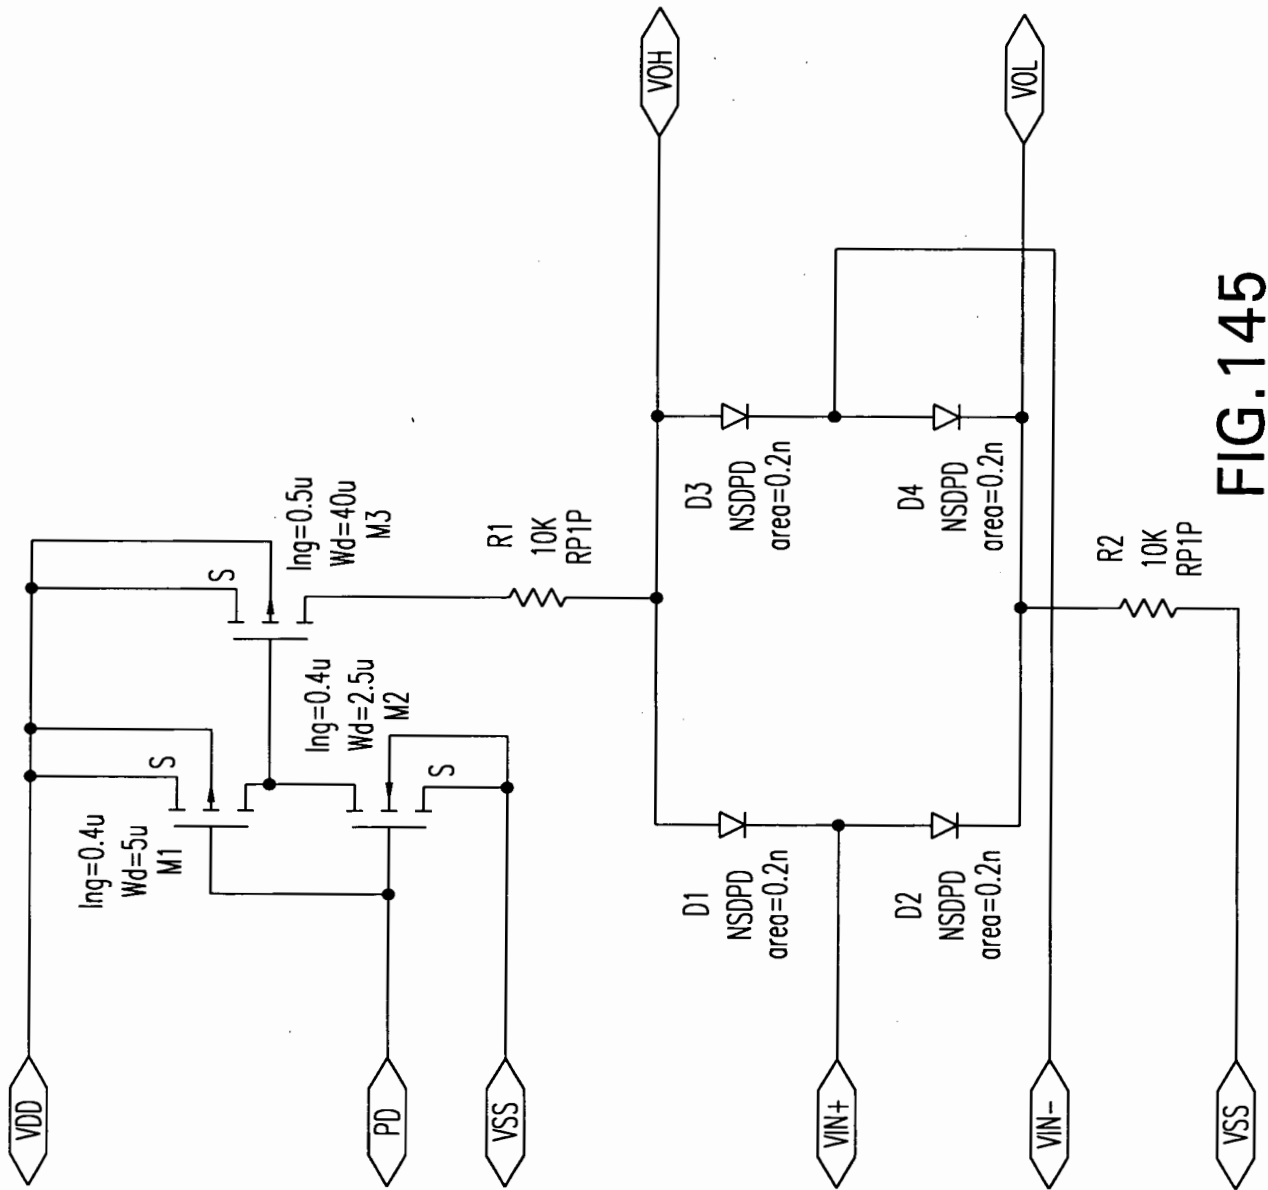 VDD
PD
VSS
VIN+
VIN-
VSS
lng=0.4u
Wd=5u
M1
S
lng=0.4u
Wd=2.5u
M2
S
S
lng=0.5u
Wd=40u
M3
R1
10K
RP1P
D1
NSDPD
area=0.2n
D2
NSDPD
area=0.2n
D3
NSDPD
area=0.2n
D4
NSDPD
area=0.2n
R2
10K
RP1P
VOH
VOL
FIG.145